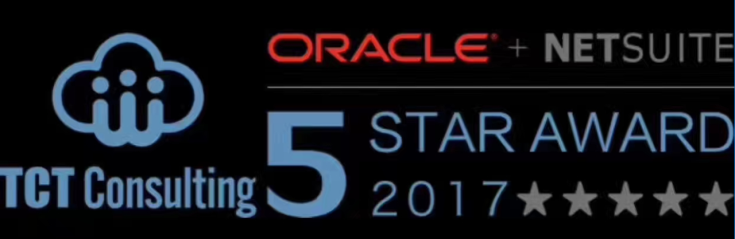 TCT Consulting
ORACLE® + NETSUITE
5 STAR AWARD
2017★★★★★